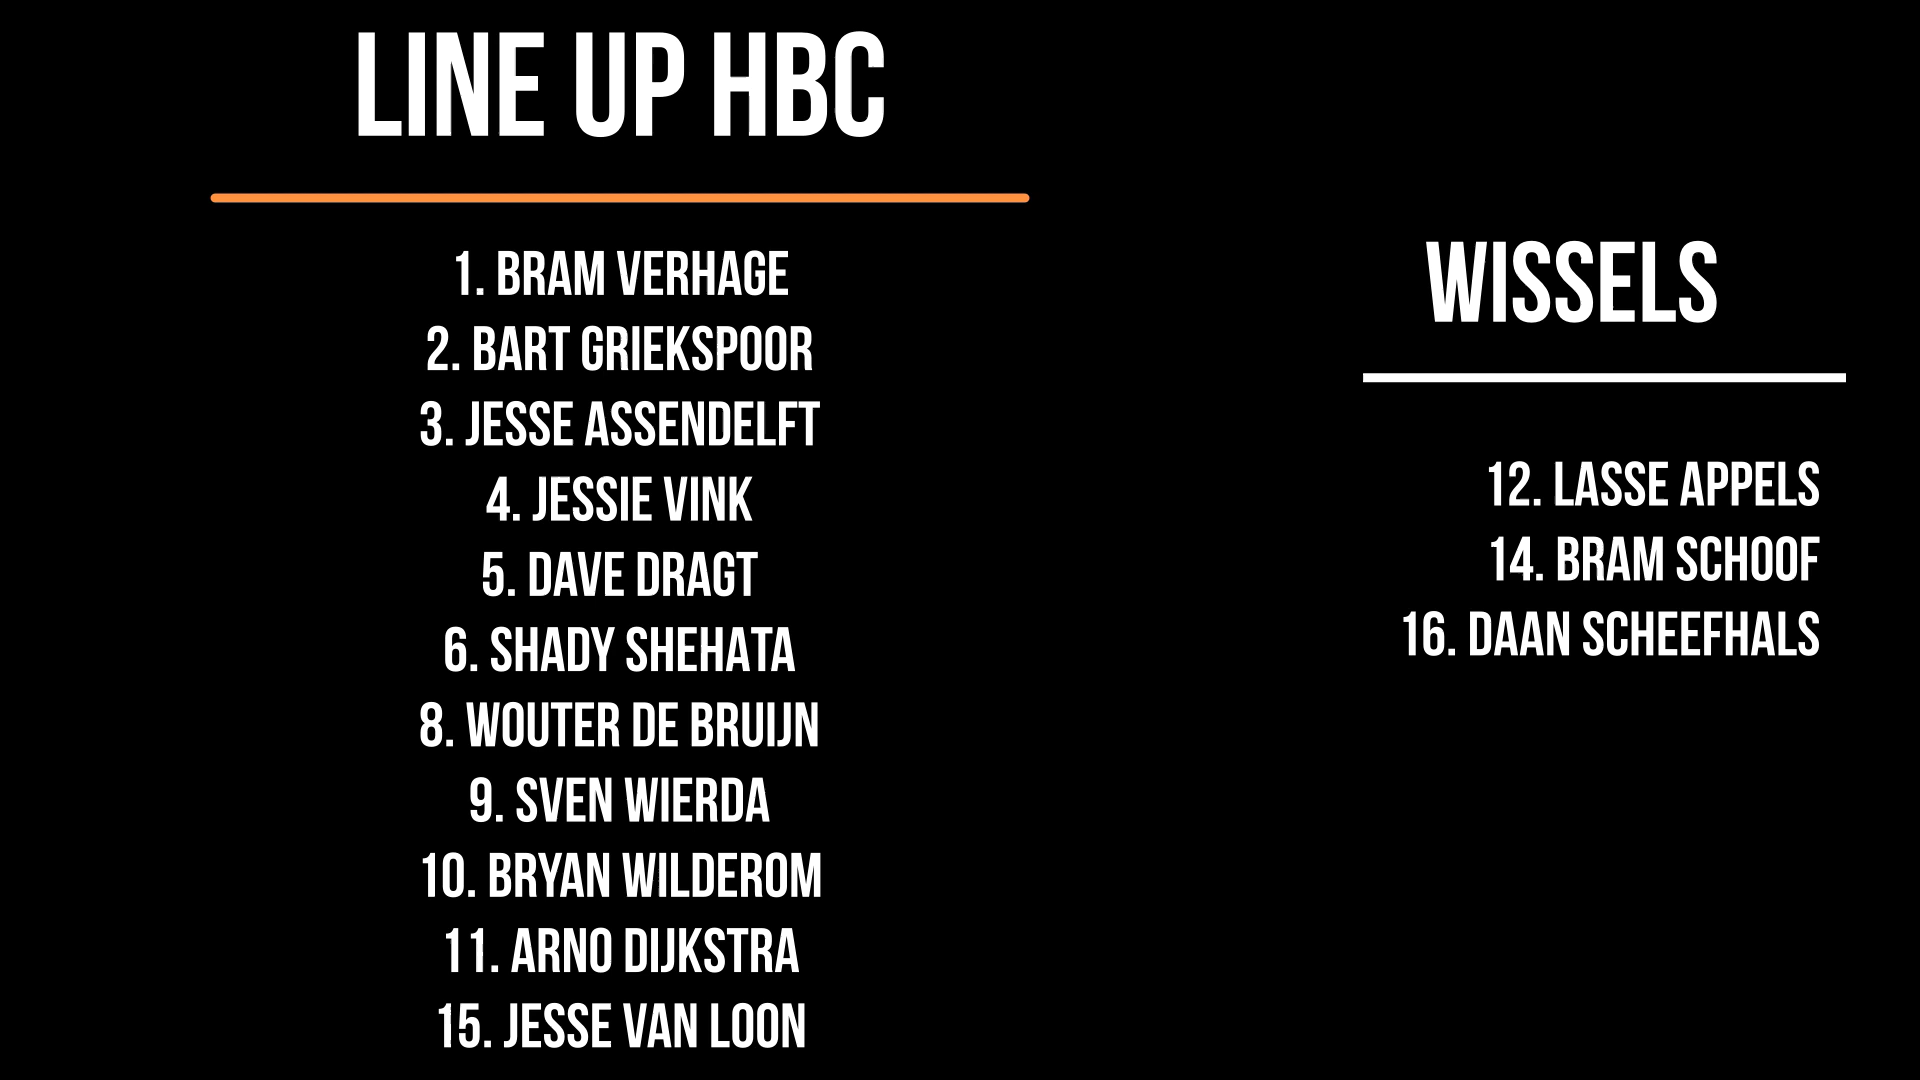 LINE UP HBC
1. BRAM VERHAGE
2. BART GRIEKSPOOR
3. JESSE ASSENDELFT
4. JESSIE VINK
5. DAVE DRAGT
6. SHADY SHEHATA
8. WOUTER DE BRUIJN
9. SVEN WIERDA
10. BRYAN WILDEROM
11. ARNO DIJKSTRA
15. JESSE VAN LOON
WISSELS
12. LASSE APPELS
14. BRAM SCHOOF
16. DAAN SCHEEFHALS